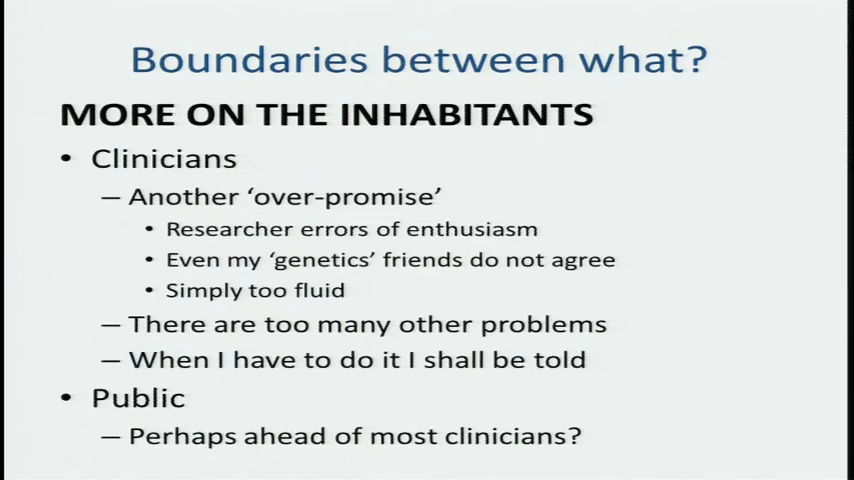 Boundaries between what?
MORE ON THE INHABITANTS
• Clinicians
– Another ‘over-promise’
• Researcher errors of enthusiasm
• Even my ‘genetics’ friends do not agree
• Simply too fluid
– There are too many other problems
– When I have to do it I shall be told
• Public
– Perhaps ahead of most clinicians?